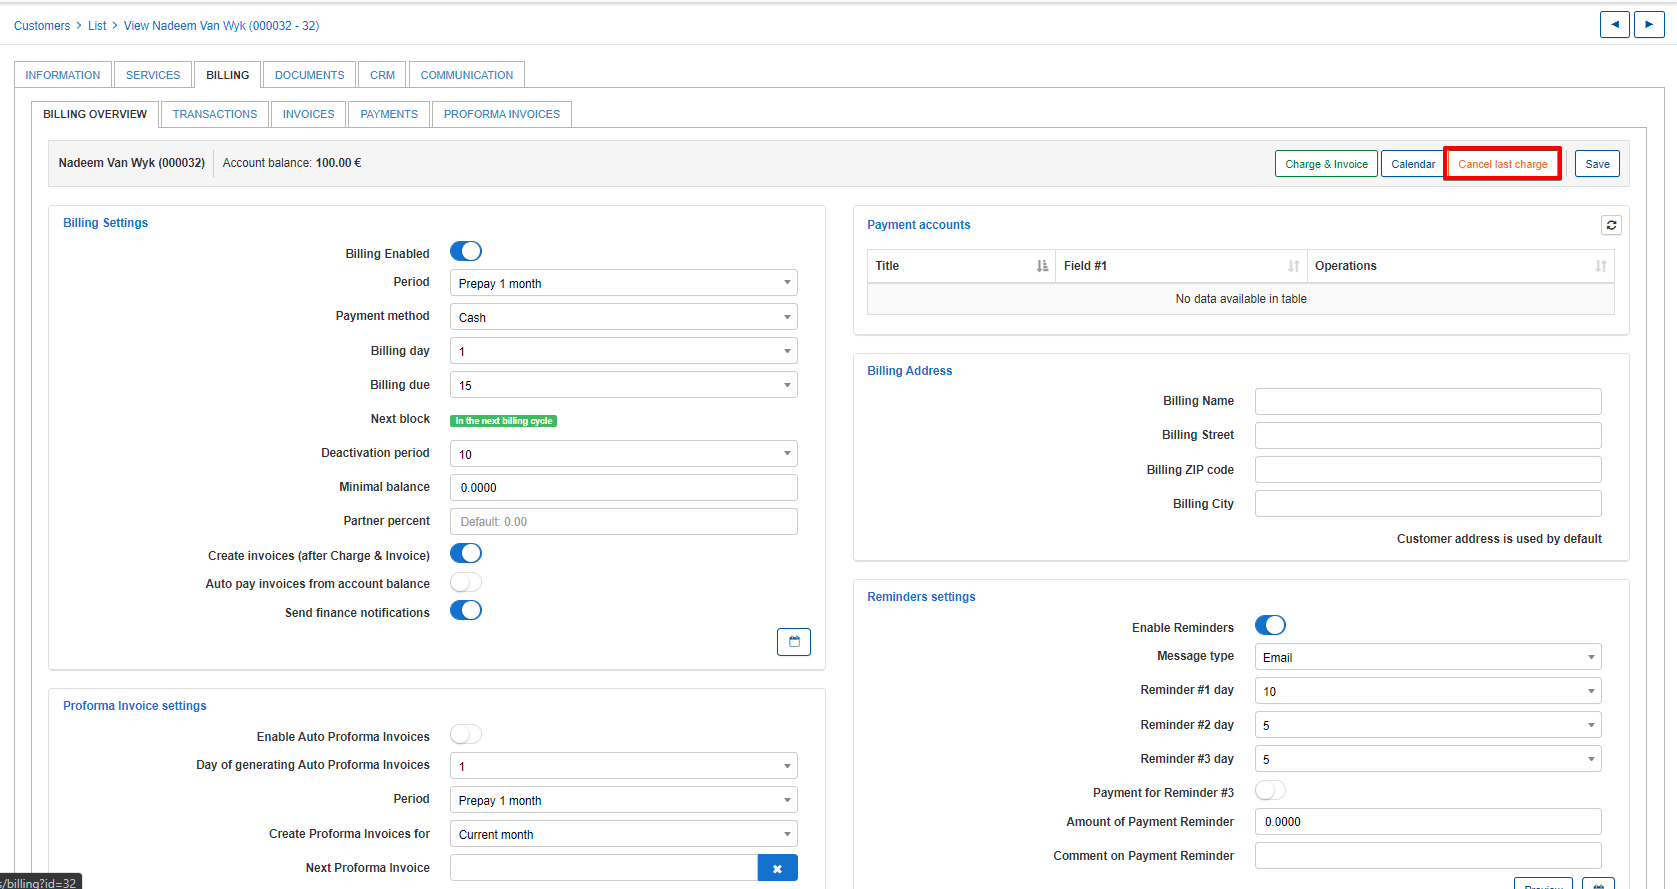 Customers > List > View Nadeem Van Wyk (000032 - 32)
INFORMATION SERVICES BILLING DOCUMENTS CRM COMMUNICATION
BILLING OVERVIEW TRANSACTIONS INVOICES PAYMENTS PROFORMA INVOICES
Nadeem Van Wyk (000032) Account balance: 100.00 € Charge & Invoice Calendar Cancel last charge Save
Billing Settings
Billing Enabled
Period Prepay 1 month
Payment method Cash
Billing day 1
Billing due 15
Next block In the next billing cycle
Deactivation period 10
Minimal balance 0.0000
Partner percent Default: 0.00
Create invoices (after Charge & Invoice)
Auto pay invoices from account balance
Send finance notifications
Proforma Invoice settings
Enable Auto Proforma Invoices
Day of generating Auto Proforma Invoices 1
Period Prepay 1 month
Create Proforma Invoices for Current month
Next Proforma Invoice
s/billing?id=32
Payment accounts
Title Field #1 Operations
No data available in table
Billing Address
Billing Name
Billing Street
Billing ZIP code
Billing City
Customer address is used by default
Reminders settings
Enable Reminders
Message type Email
Reminder #1 day 10
Reminder #2 day 5
Reminder #3 day 5
Payment for Reminder #3
Amount of Payment Reminder 0.0000
Comment on Payment Reminder
Preview